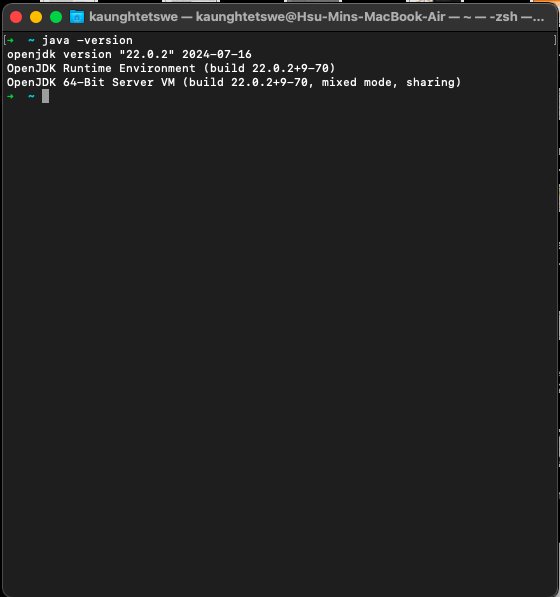 kaunghtetswe — kaunghtetswe@Hsu-Mins-MacBook-Air — ~ — -zsh —...
[➜  ~ java -version ]
openjdk version "22.0.2" 2024-07-16
OpenJDK Runtime Environment (build 22.0.2+9-70)
OpenJDK 64-Bit Server VM (build 22.0.2+9-70, mixed mode, sharing)
➜  ~